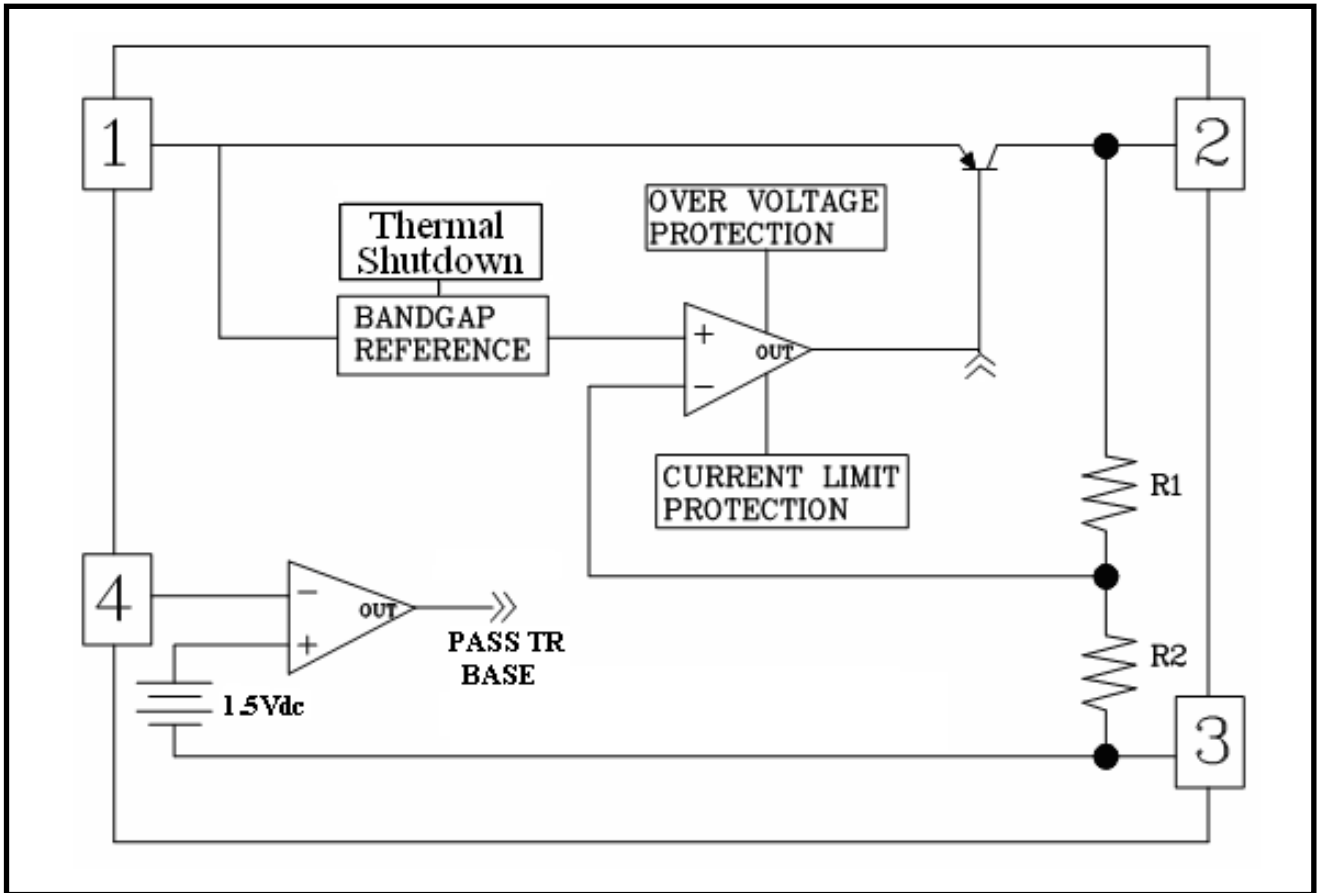 1
2
OVER VOLTAGE
PROTECTION
Thermal
Shutdown
BANDGAP
REFERENCE
+
−
OUT
CURRENT LIMIT
PROTECTION
R1
4
−
+
OUT
PASS TR
BASE
1.5Vdc
R2
3